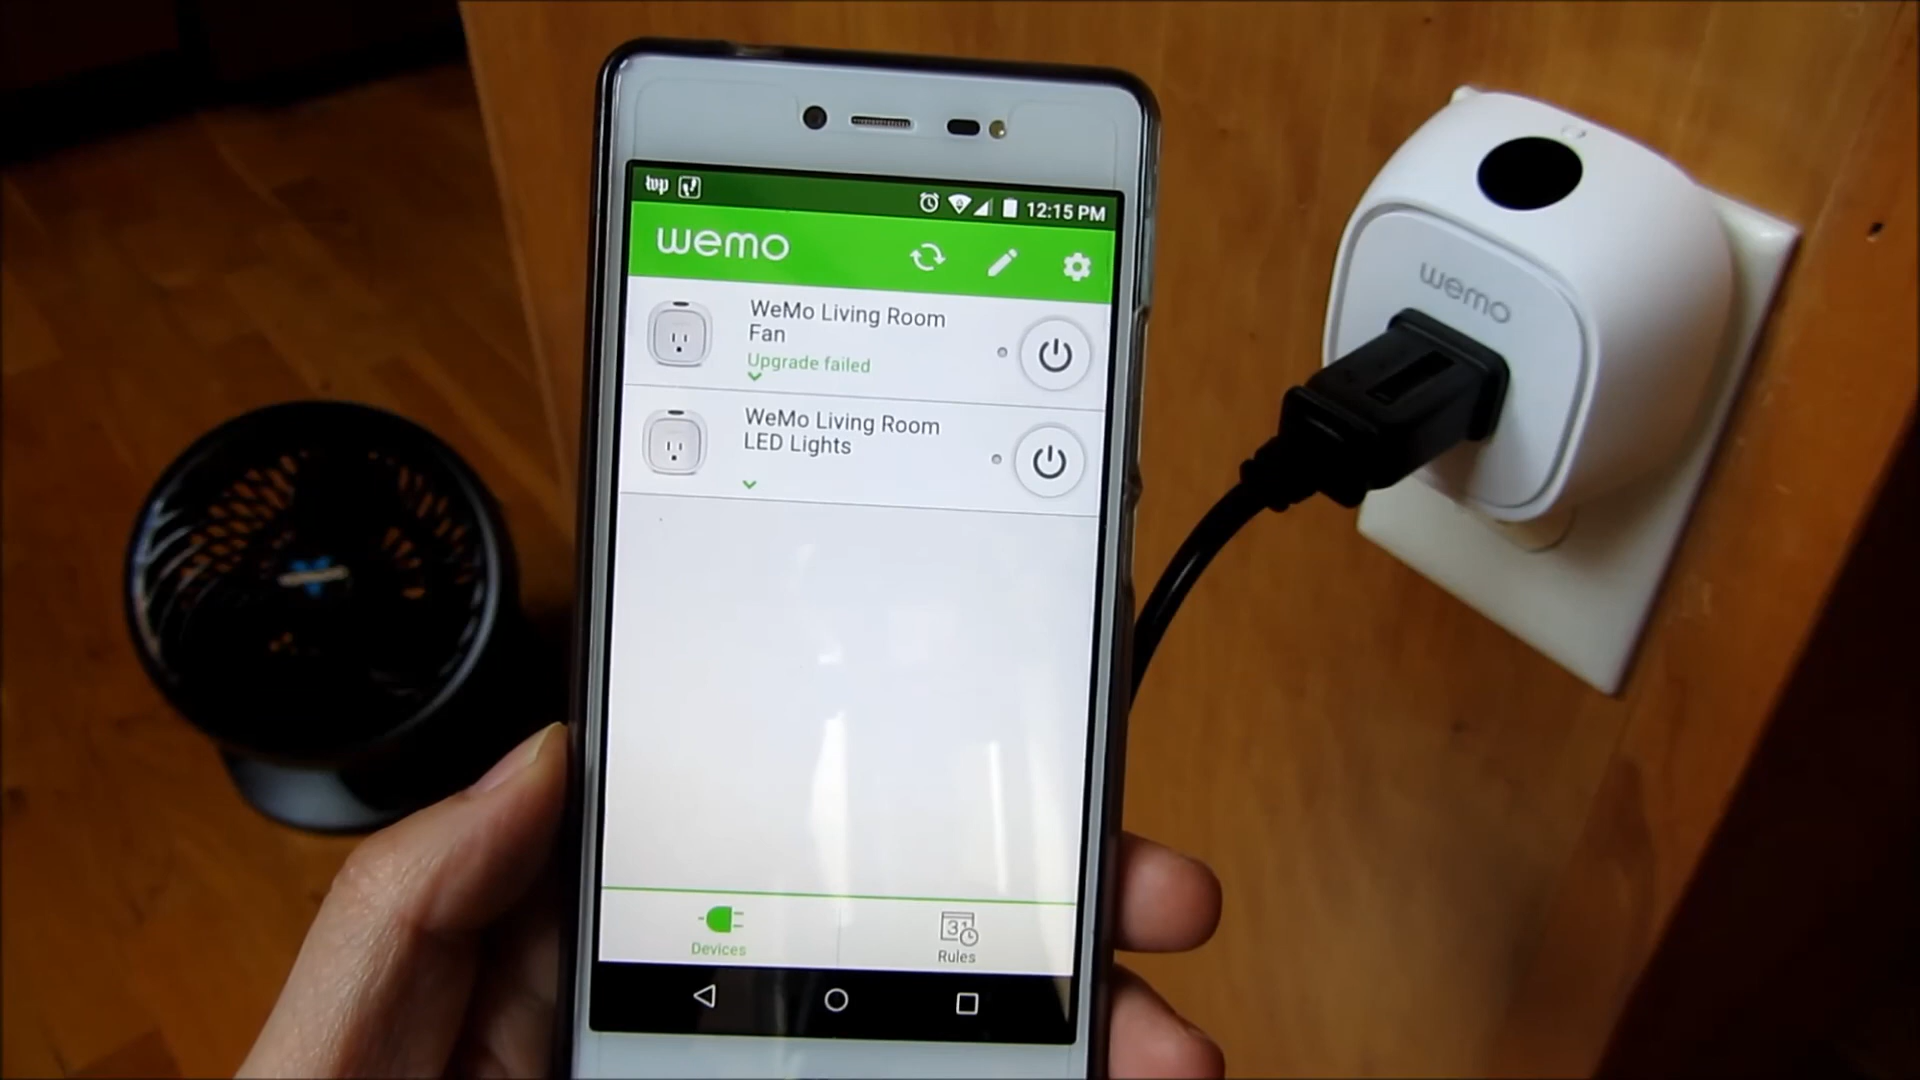 12:15 PM
wemo
WeMo Living Room
Fan
Upgrade failed
WeMo Living Room
LED Lights
Devices
31
Rules
wemo